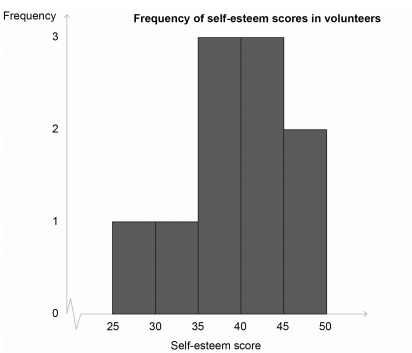 Frequency
Frequency of self-esteem scores in volunteers
3
2
1
0
25 30 35 40 45 50
Self-esteem score